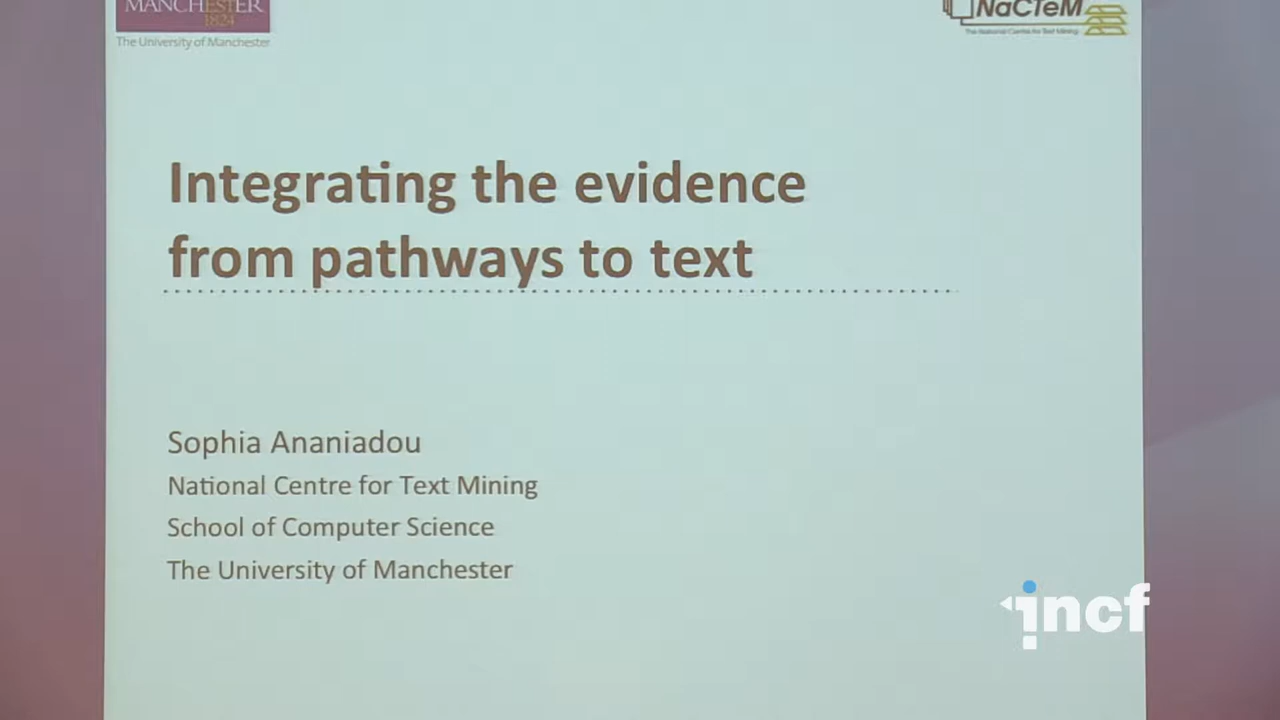 MANCHESTER
1824
The University of Manchester
NaCTeM
The National Centre for Text Mining
Integrating the evidence
from pathways to text
Sophia Ananiadou
National Centre for Text Mining
School of Computer Science
The University of Manchester
incf